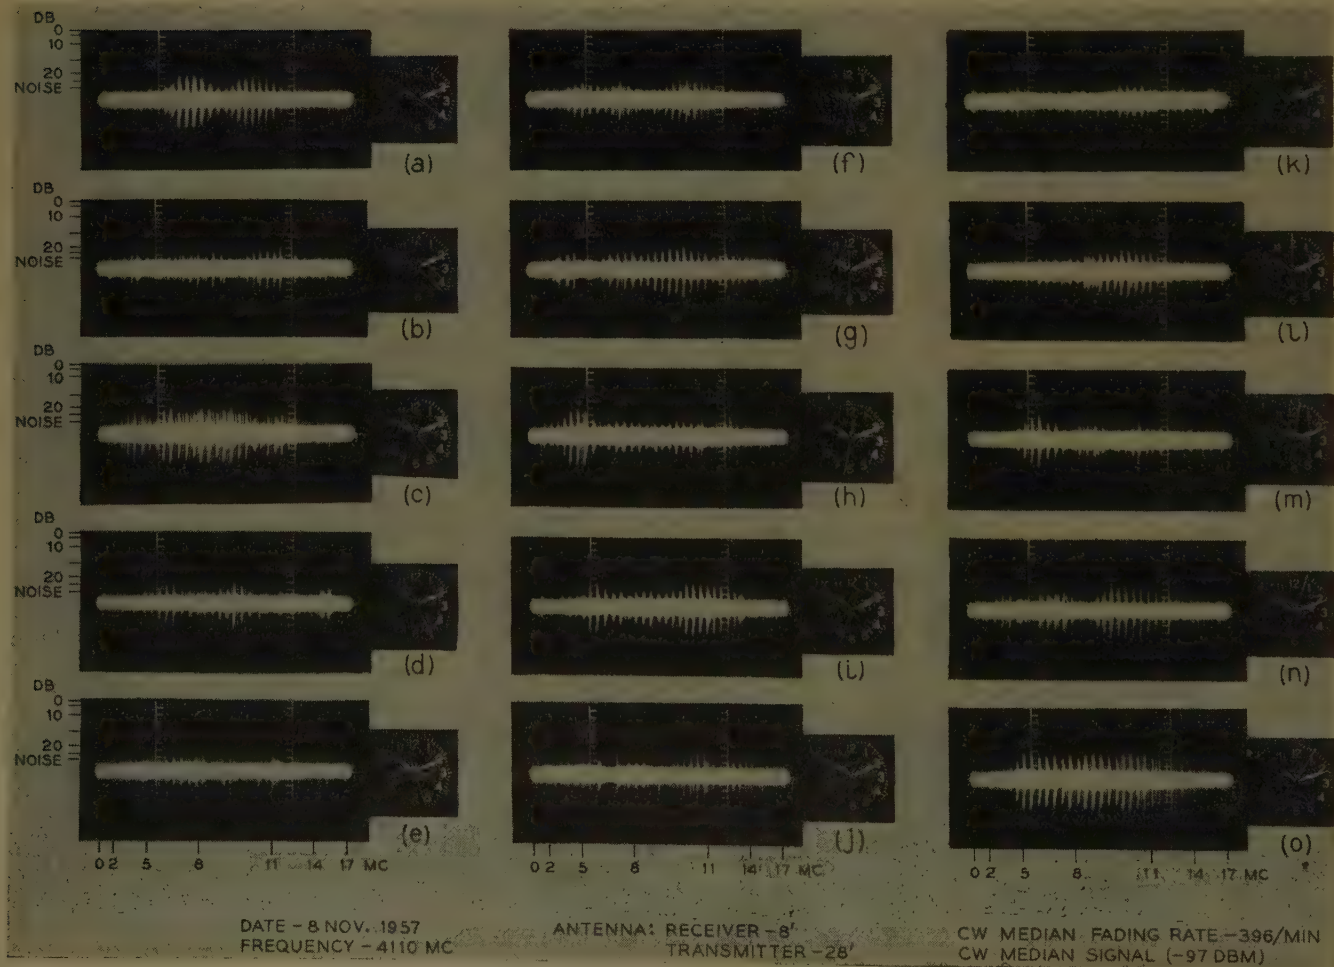 DB
0
10
20
NOISE
(a)
(f)
(k)
DB
0
10
20
NOISE
(b)
(g)
(l)
DB
0
10
20
NOISE
(c)
(h)
(m)
DB
0
10
20
NOISE
(d)
(i)
(n)
DB
0
10
20
NOISE
(e)
(j)
(o)
0 2 5 8 11 14 17 MC
0 2 5 8 11 14 17 MC
0 2 5 8 11 14 17 MC
DATE - 8 NOV. 1957
FREQUENCY - 4110 MC
ANTENNA: RECEIVER - 8'
TRANSMITTER - 28'
CW MEDIAN FADING RATE - 396/MIN
CW MEDIAN SIGNAL (-97 DBM)